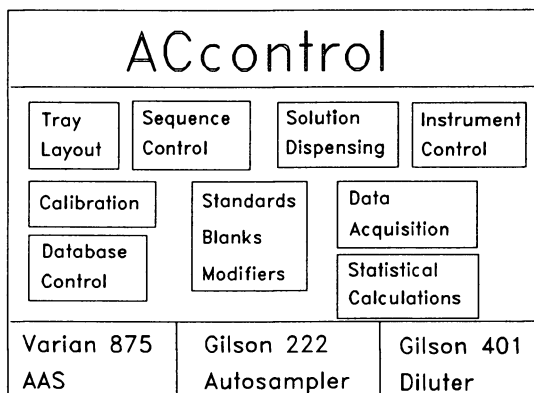 ACcontrol
Tray
Layout
Sequence
Control
Solution
Dispensing
Instrument
Control
Calibration
Standards
Blanks
Modifiers
Data
Acquisition
Database
Control
Statistical
Calculations
Varian 875
AAS
Gilson 222
Autosampler
Gilson 401
Diluter